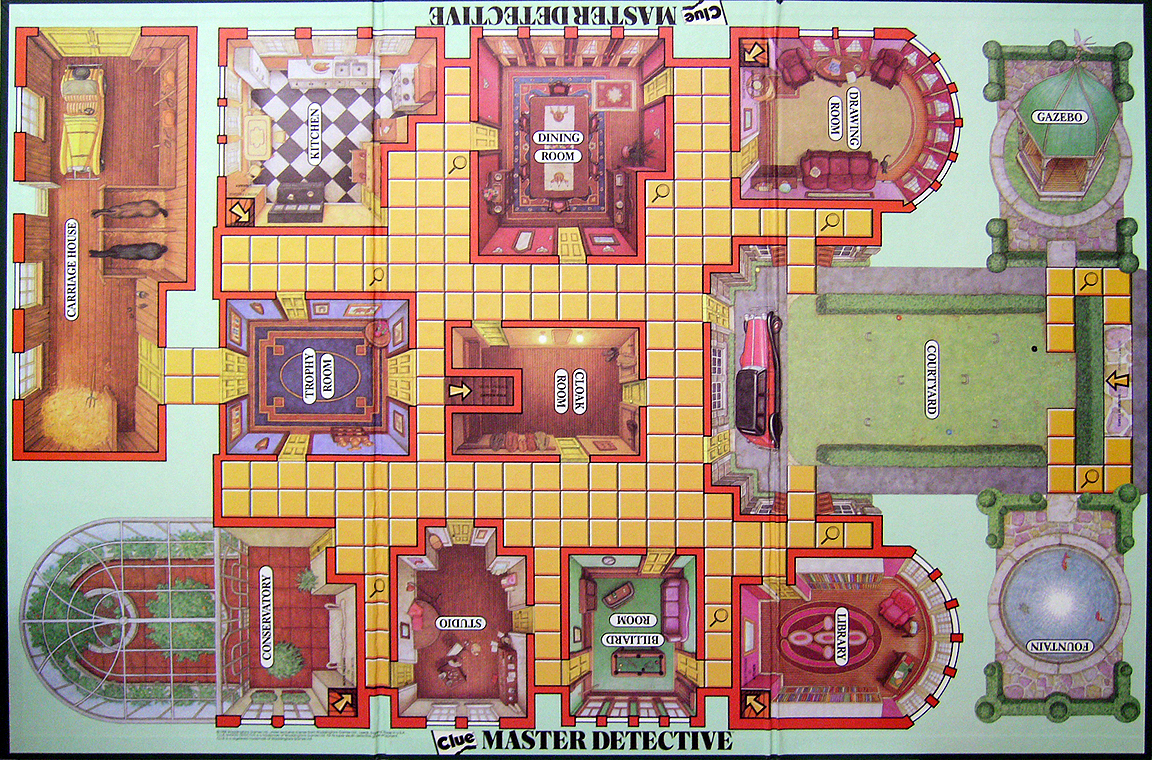 Clue MASTER DETECTIVE
CARRIAGE HOUSE
KITCHEN
DINING
ROOM
DRAWING
ROOM
GAZEBO
TROPHY
ROOM
CLOAK
ROOM
COURTYARD
CONSERVATORY
STUDIO
BILLIARD
ROOM
LIBRARY
FOUNTAIN
Clue MASTER DETECTIVE